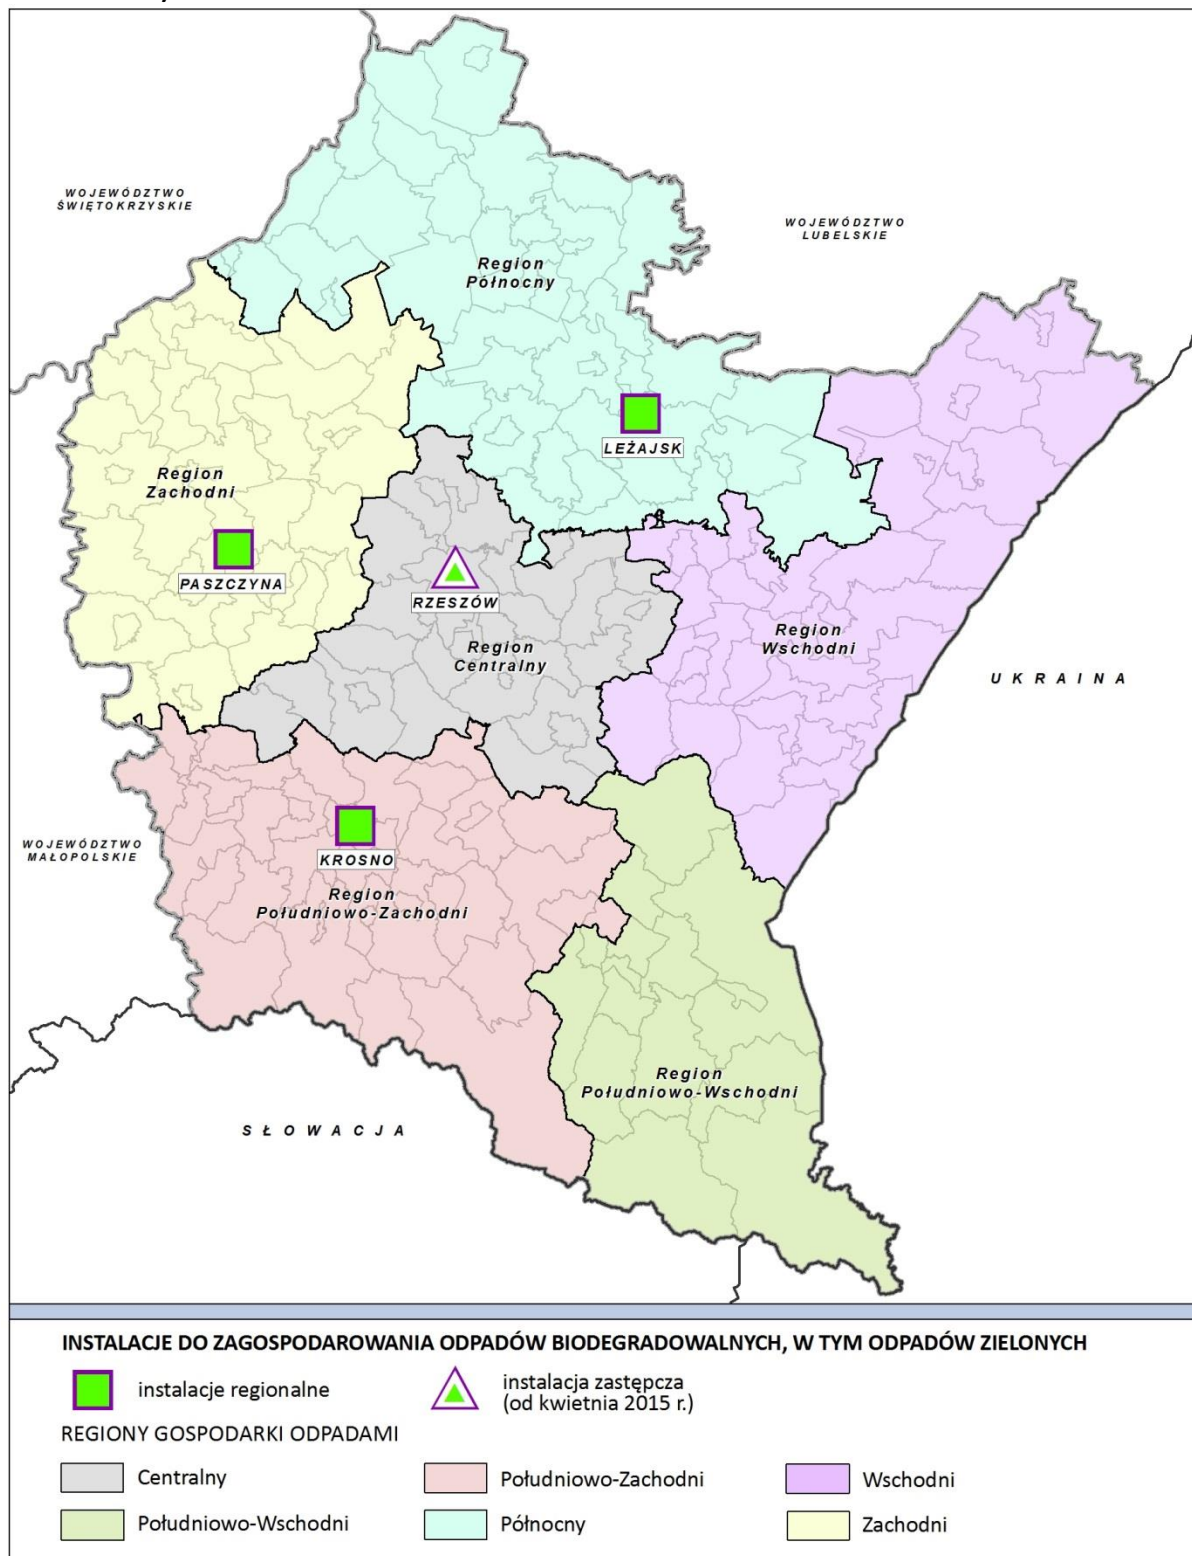 WOJEWÓDZTWO
ŚWIĘTOKRZYSKIE
WOJEWÓDZTWO
LUBELSKIE
Region
Północny
LEŻAJSK
Region
Zachodni
PASZCZYNA
RZESZÓW
Region
Centralny
Region
Wschodni
UKRAINA
WOJEWÓDZTWO
MAŁOPOLSKIE
KROSNO
Region
Południowo-Zachodni
Region
Południowo-Wschodni
SŁOWACJA
INSTALACJE DO ZAGOSPODAROWANIA ODPADÓW BIODEGRADOWALNYCH, W TYM ODPADÓW ZIELONYCH
instalacje regionalne
instalacja zastępcza
(od kwietnia 2015 r.)
REGIONY GOSPODARKI ODPADAMI
Centralny
Południowo-Zachodni
Wschodni
Południowo-Wschodni
Północny
Zachodni